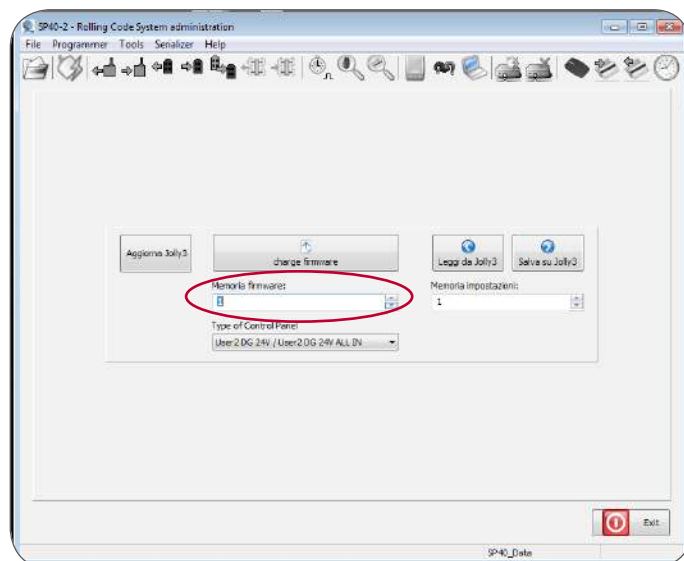 SP40-2 - Rolling Code System administration
File Programmer Tools Serializer Help
Aggiorna Jolly3
charge firmware
Leggi da Jolly3
Salva su Jolly3
Memoria firmware:
Memoria impostazioni:
1
1
Type of Control Panel
User2 DG 24V / User2 DG 24V ALL IN
Exit
SP40_Data